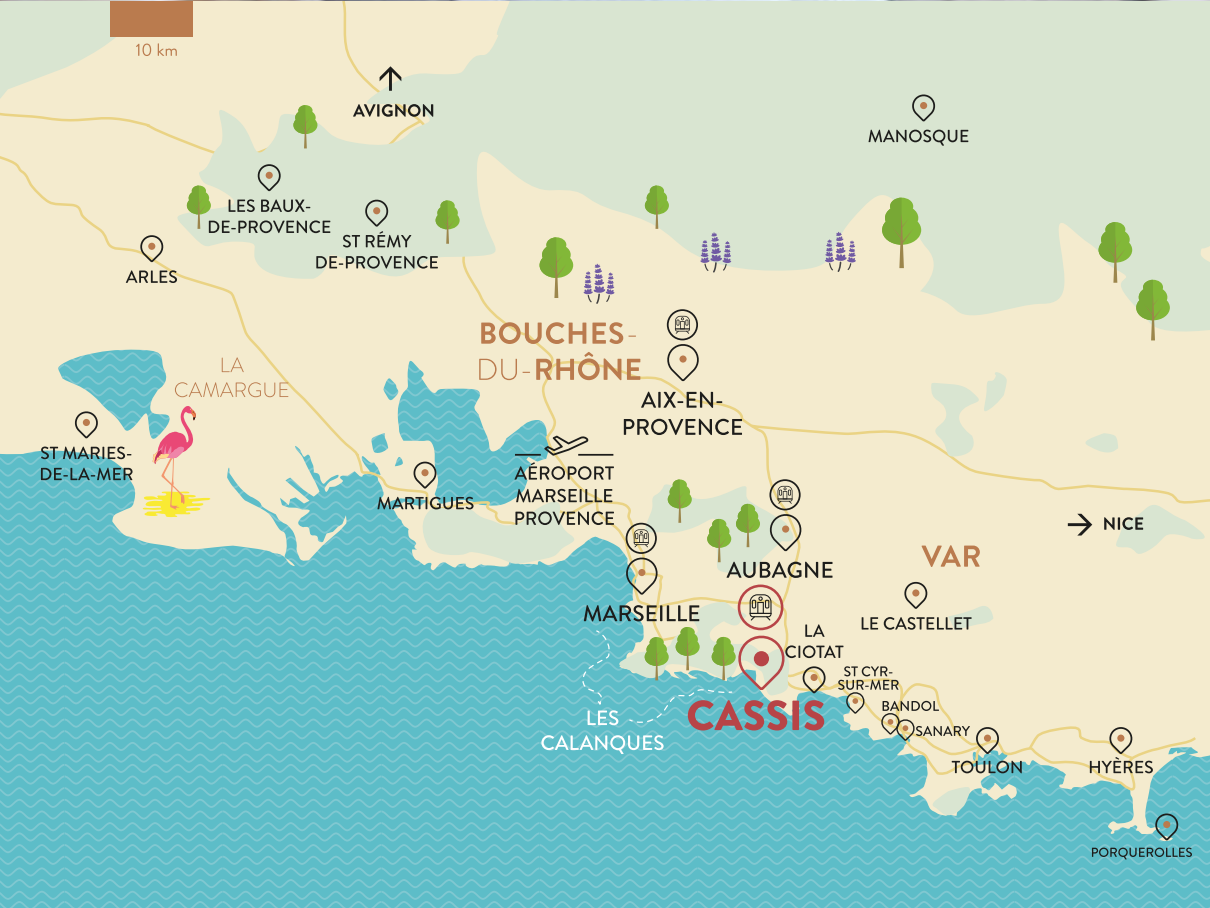 10 km
AVIGNON
MANOSQUE
LES BAUX-
DE-PROVENCE
ST RÉMY
DE-PROVENCE
ARLES
BOUCHES-
DU-RHÔNE
LA
CAMARGUE
AIX-EN-
PROVENCE
ST MARIES-
DE-LA-MER
MARTIGUES
AÉROPORT
MARSEILLE
PROVENCE
NICE
VAR
AUBAGNE
MARSEILLE
LE CASTELLET
LA
CIOTAT
ST CYR-
SUR-MER
BANDOL
SANARY
CASSIS
LES
CALANQUES
TOULON
HYÈRES
PORQUEROLLES